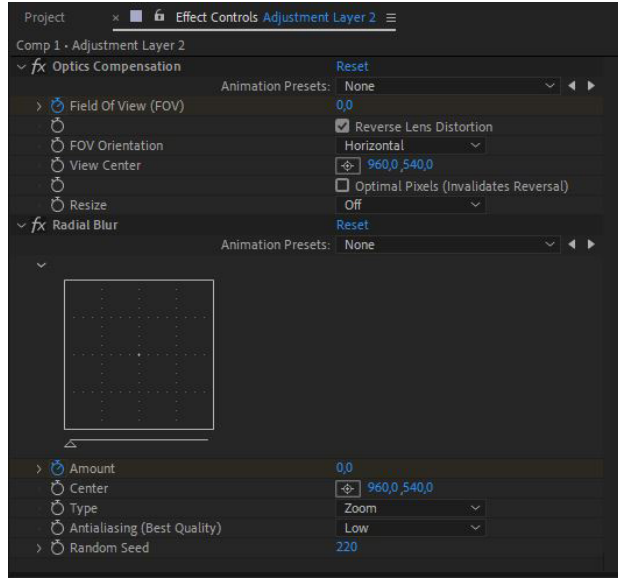 Project × Effect Controls Adjustment Layer 2
Comp 1 • Adjustment Layer 2
fx Optics Compensation Reset
Animation Presets: None
Field Of View (FOV) 0,0
Reverse Lens Distortion
FOV Orientation Horizontal
View Center 960,0,540,0
Optimal Pixels (Invalidates Reversal)
Resize Off
fx Radial Blur Reset
Animation Presets: None
Amount 0,0
Center 960,0,540,0
Type Zoom
Antialiasing (Best Quality) Low
Random Seed 220